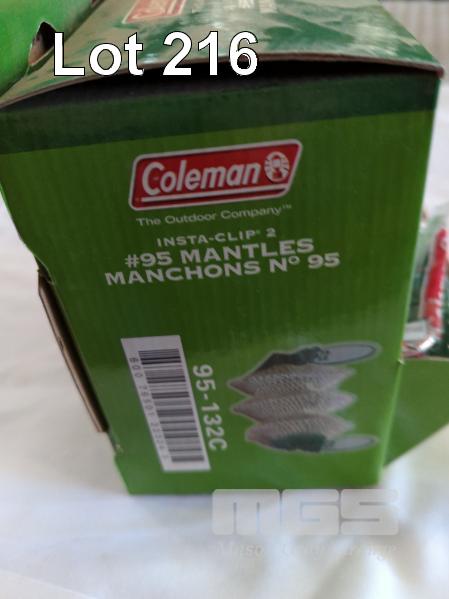 Lot 216
Coleman
The Outdoor Company™
INSTA-CLIP® 2
#95 MANTLES
MANCHONS Nº 95
95-132C
MGS